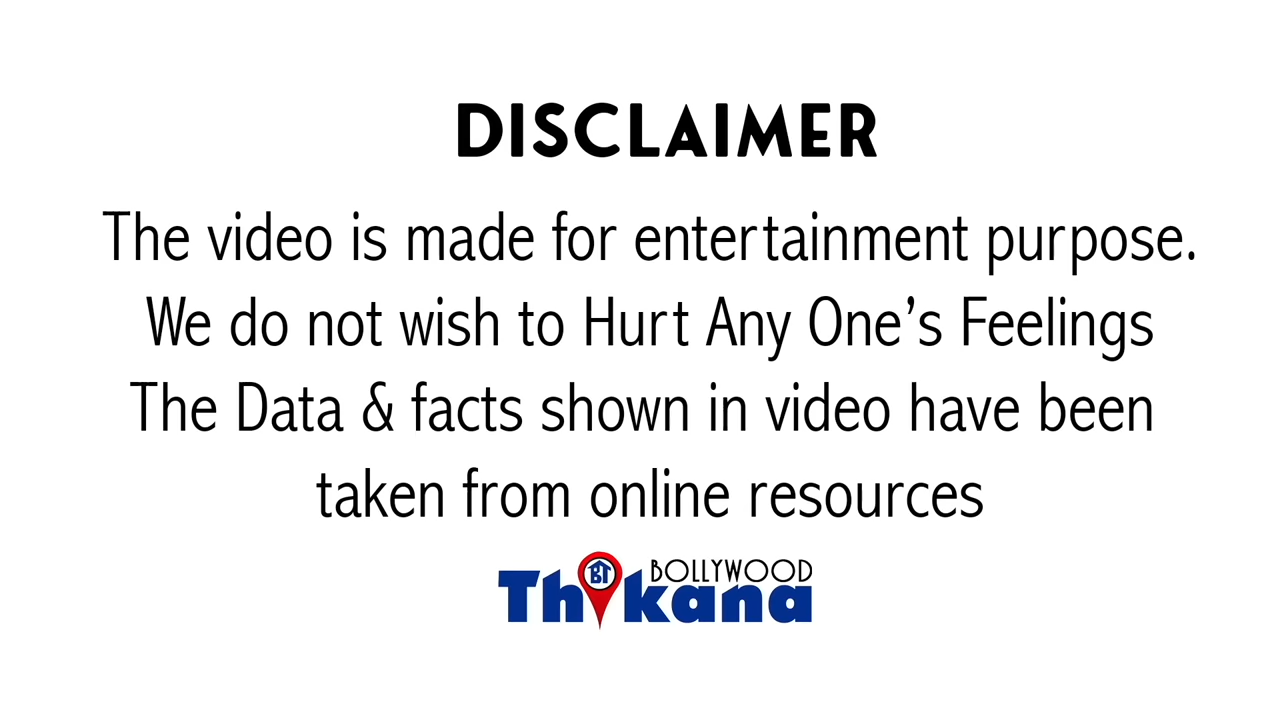 DISCLAIMER
The video is made for entertainment purpose.
We do not wish to Hurt Any One’s Feelings
The Data & facts shown in video have been
taken from online resources
BT
BOLLYWOOD
Thikana